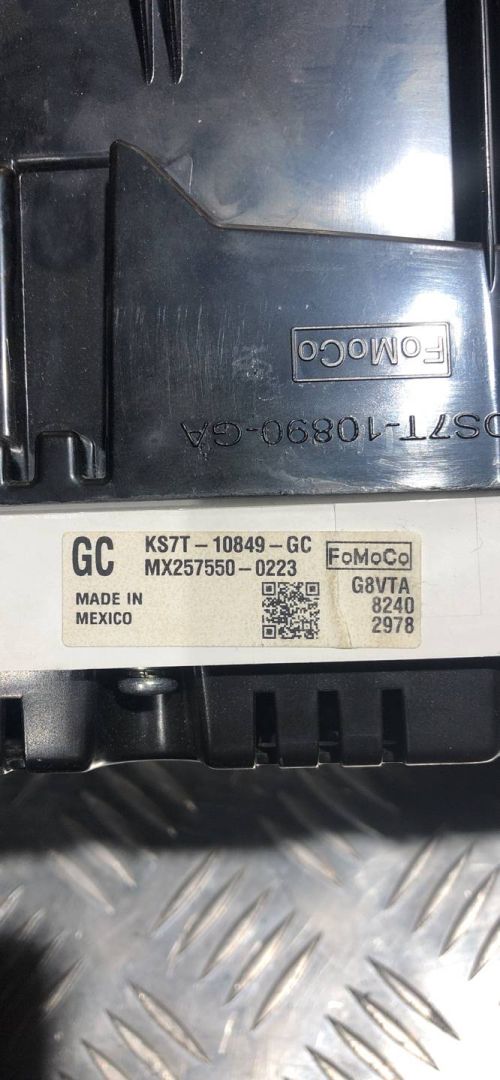 FoMoCo
DS7T-10890-GA
GC KS7T-10849-GC FoMoCo
MX257550-0223
G8VTA
MADE IN 8240
MEXICO 2978